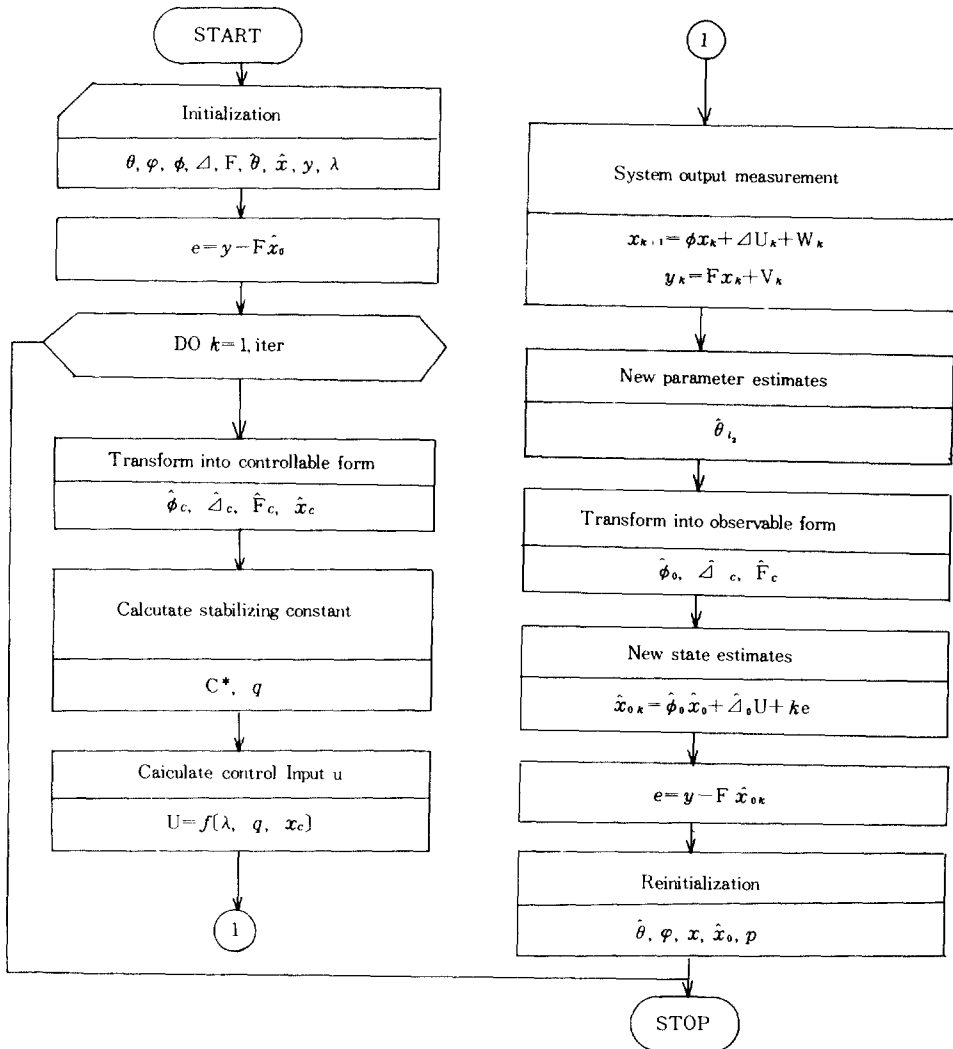 START
Initialization
θ, φ, ϕ, ⊿, F, θ̂, x̂, y, λ
e=y−Fx̂₀
DO k=1, iter
Transform into controllable form
ϕ̂c, ⊿̂c, F̂c, x̂c
Calcutate stabilizing constant
C*, q
Caiculate control Input u
U=f[λ, q, xc]
1
1
System output measurement
xₖ₊₁=ϕxₖ+⊿Uₖ+Wₖ
yₖ=Fxₖ+Vₖ
New parameter estimates
θ̂ᵢ₂
Transform into observable form
ϕ̂₀, ⊿̂ c, F̂c
New state estimates
x̂₀ₖ=ϕ̂₀x̂₀+⊿̂₀U+ke
e=y−F x̂₀ₖ
Reinitialization
θ̂, φ, x, x̂₀, p
STOP